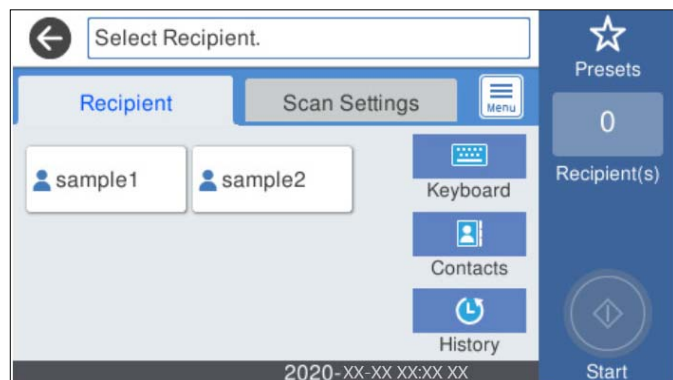 Select Recipient.
Presets
Recipient
Scan Settings
Menu
0
Recipient(s)
sample1
sample2
Keyboard
Contacts
History
2020-XX-XX XX:XX XX
Start